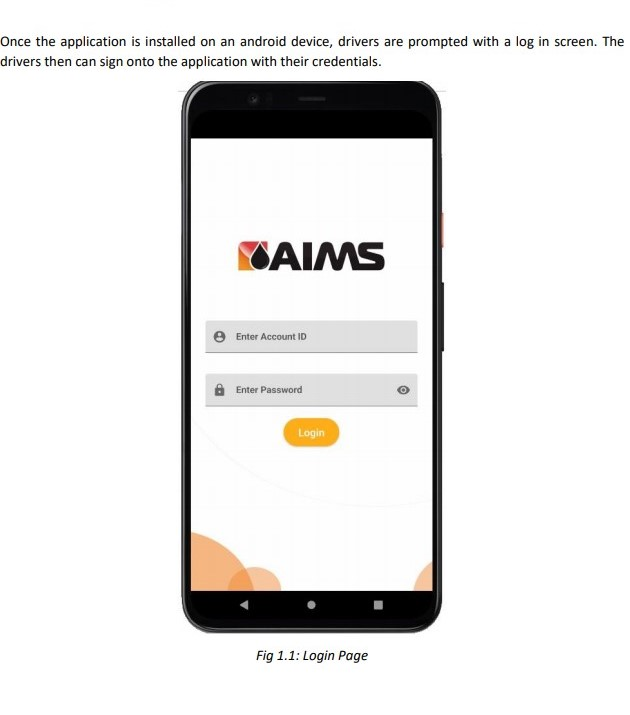 Once the application is installed on an android device, drivers are prompted with a log in screen. The
drivers then can sign onto the application with their credentials.
AIMS
Enter Account ID
Enter Password
Login
Fig 1.1: Login Page